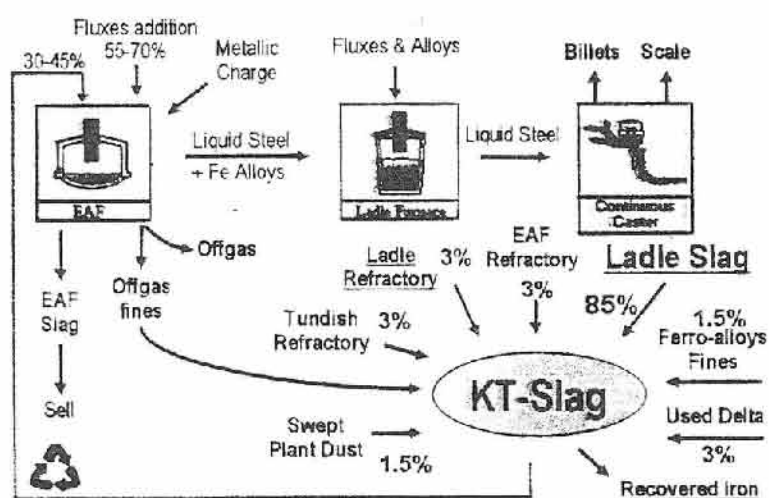 Fluxes addition
55-70%
30-45%
Metallic
Charge
Fluxes & Alloys
Billets
Scale
Liquid Steel
+ Fe Alloys
Liquid Steel
EAF
Ladle Furnace
Continuous
Caster
Offgas
Offgas
fines
EAF
Slag
Sell
Ladle
Refractory
3%
EAF
Refractory
3%
Ladle Slag
85%
Tundish
Refractory
3%
1.5%
Ferro-alloys
Fines
KT-Slag
Used Delta
3%
Swept
Plant Dust
1.5%
Recovered Iron